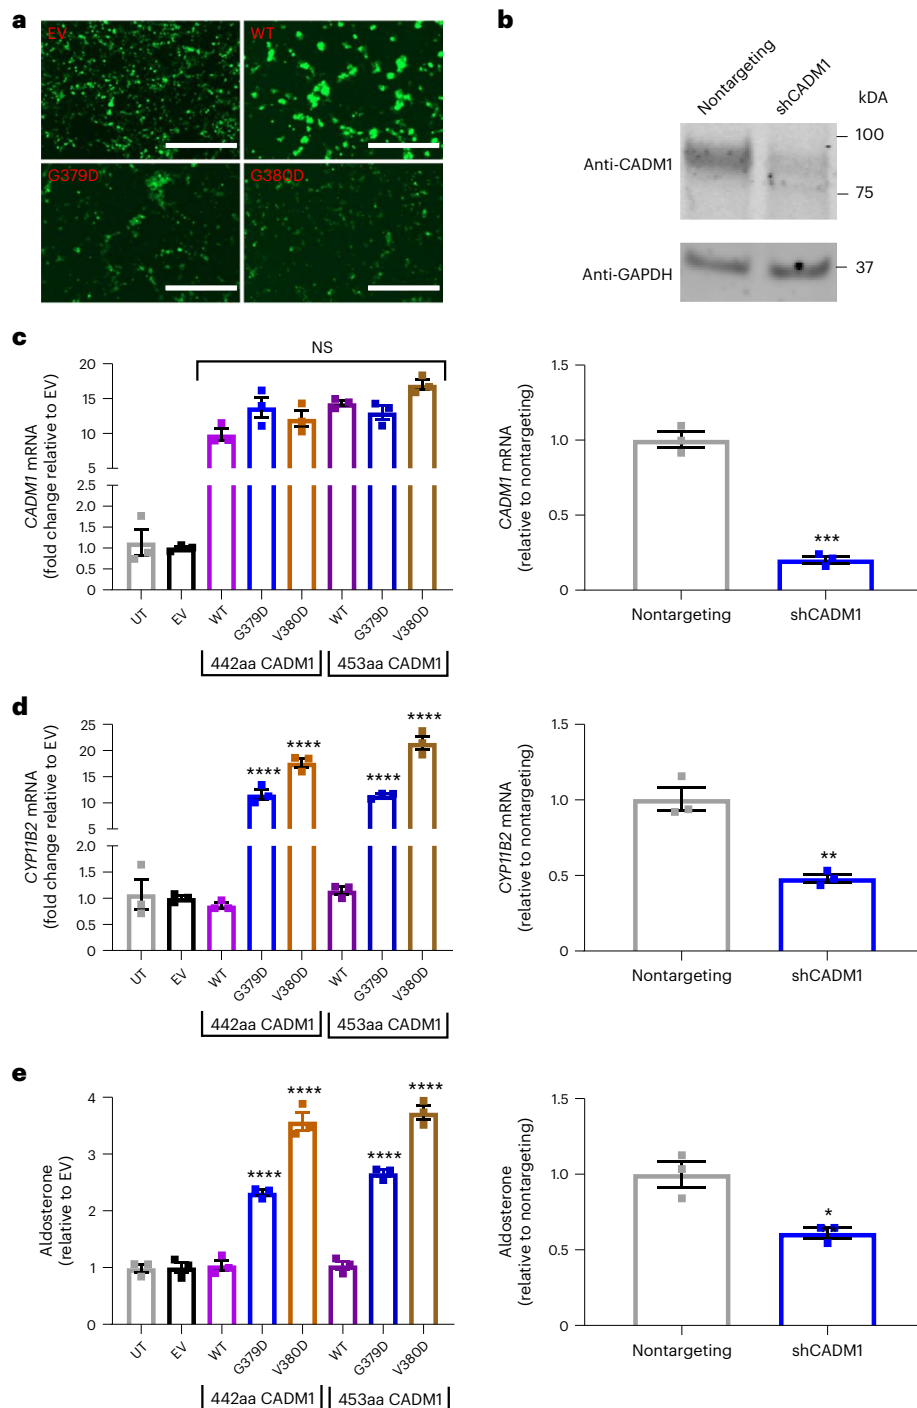 a
EV
WT
G379D
G380D
b
Nontargeting
shCADM1
kDA
Anti-CADM1
100
75
Anti-GAPDH
37
c
NS
CADM1 mRNA
(fold change relative to EV)
20
15
10
5
2.5
2.0
1.5
1.0
0.5
0
UT
EV
WT
G379D
V380D
WT
G379D
V380D
442aa CADM1
453aa CADM1
CADM1 mRNA
(relative to nontargeting)
1.5
1.0
0.5
0
***
Nontargeting
shCADM1
d
CYP11B2 mRNA
(fold change relative to EV)
25
20
15
10
5
2.0
1.5
1.0
0.5
0
****
****
****
****
UT
EV
WT
G379D
V380D
WT
G379D
V380D
442aa CADM1
453aa CADM1
CYP11B2 mRNA
(relative to nontargeting)
1.5
1.0
0.5
0
**
Nontargeting
shCADM1
e
Aldosterone
(relative to EV)
4
3
2
1
0
****
****
****
****
UT
EV
WT
G379D
V380D
WT
G379D
V380D
442aa CADM1
453aa CADM1
Aldosterone
(relative to nontargeting)
1.5
1.0
0.5
0
*
Nontargeting
shCADM1